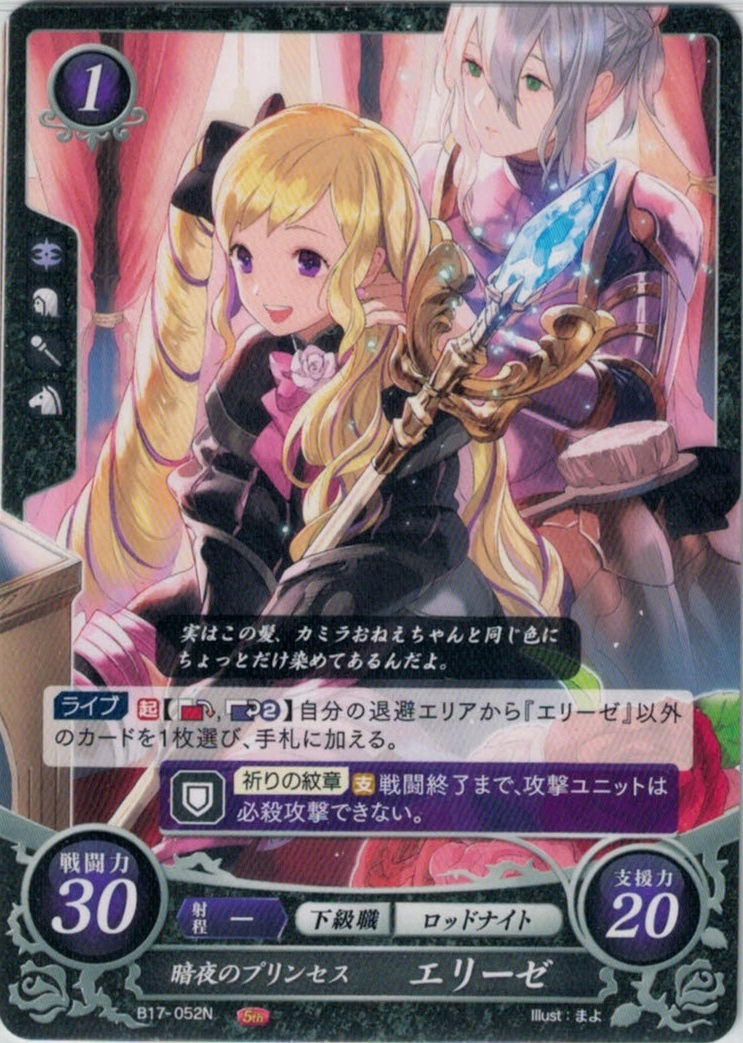 1
実はこの髪、カミラおねえちゃんと同じ色に
ちょっとだけ染めてあるんだよ。
ライブ 起【 , 2】自分の退避エリアから『エリーゼ』以外
のカードを1枚選び、手札に加える。
祈りの紋章 支 戦闘終了まで、攻撃ユニットは
必殺攻撃できない。
戦闘力
30
射程 －
下級職
ロッドナイト
支援力
20
暗夜のプリンセス エリーゼ
B17-052N 5th Illust：まよ